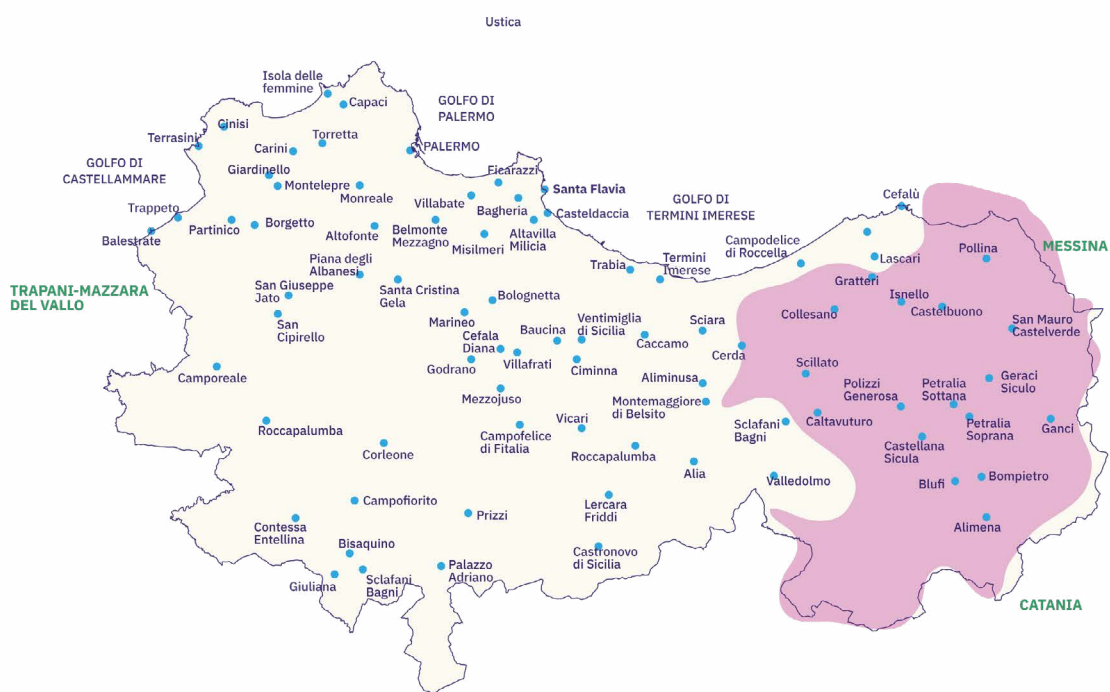 Ustica
Isola delle
femmine
Capaci
GOLFO DI
PALERMO
Cinisi
Terrasini
Carini
Torretta
PALERMO
GOLFO DI
CASTELLAMMARE
Giardinello
Montelepre
Monreale
Ficarazzi
Santa Flavia
Villabate
Bagheria
Casteldaccia
GOLFO DI
TERMINI IMERESE
Cefalù
Trappeto
Balestrate
Partinico
Borgetto
Altofonte
Belmonte
Mezzagno
Misilmeri
Altavilla
Milicia
Campodelice
di Roccella
Lascari
Pollina
MESSINA
Piana degli
Albanesi
Trabia
Termini
Imerese
Gratteri
TRAPANI-MAZZARA
DEL VALLO
San Giuseppe
Jato
Santa Cristina
Gela
Bolognetta
Isnello
Castelbuono
Collesano
San
Cipirello
Marineo
Baucina
Ventimiglia
di Sicilia
Sciara
San Mauro
Castelverde
Cefala
Diana
Caccamo
Cerda
Godrano
Villafrati
Ciminna
Scillato
Camporeale
Aliminusa
Polizzi
Generosa
Petralia
Sottana
Geraci
Siculo
Mezzojuso
Montemaggiore
di Belsito
Roccapalumba
Vicari
Sclafani
Bagni
Caltavuturo
Petralia
Soprana
Ganci
Campofelice
di Fitalia
Corleone
Roccapalumba
Castellana
Sicula
Alia
Valledolmo
Blufi
Bompietro
Campofiorito
Prizzi
Lercara
Friddi
Contessa
Entellina
Alimena
Bisaquino
Castronovo
di Sicilia
Giuliana
Sclafani
Bagni
Palazzo
Adriano
CATANIA